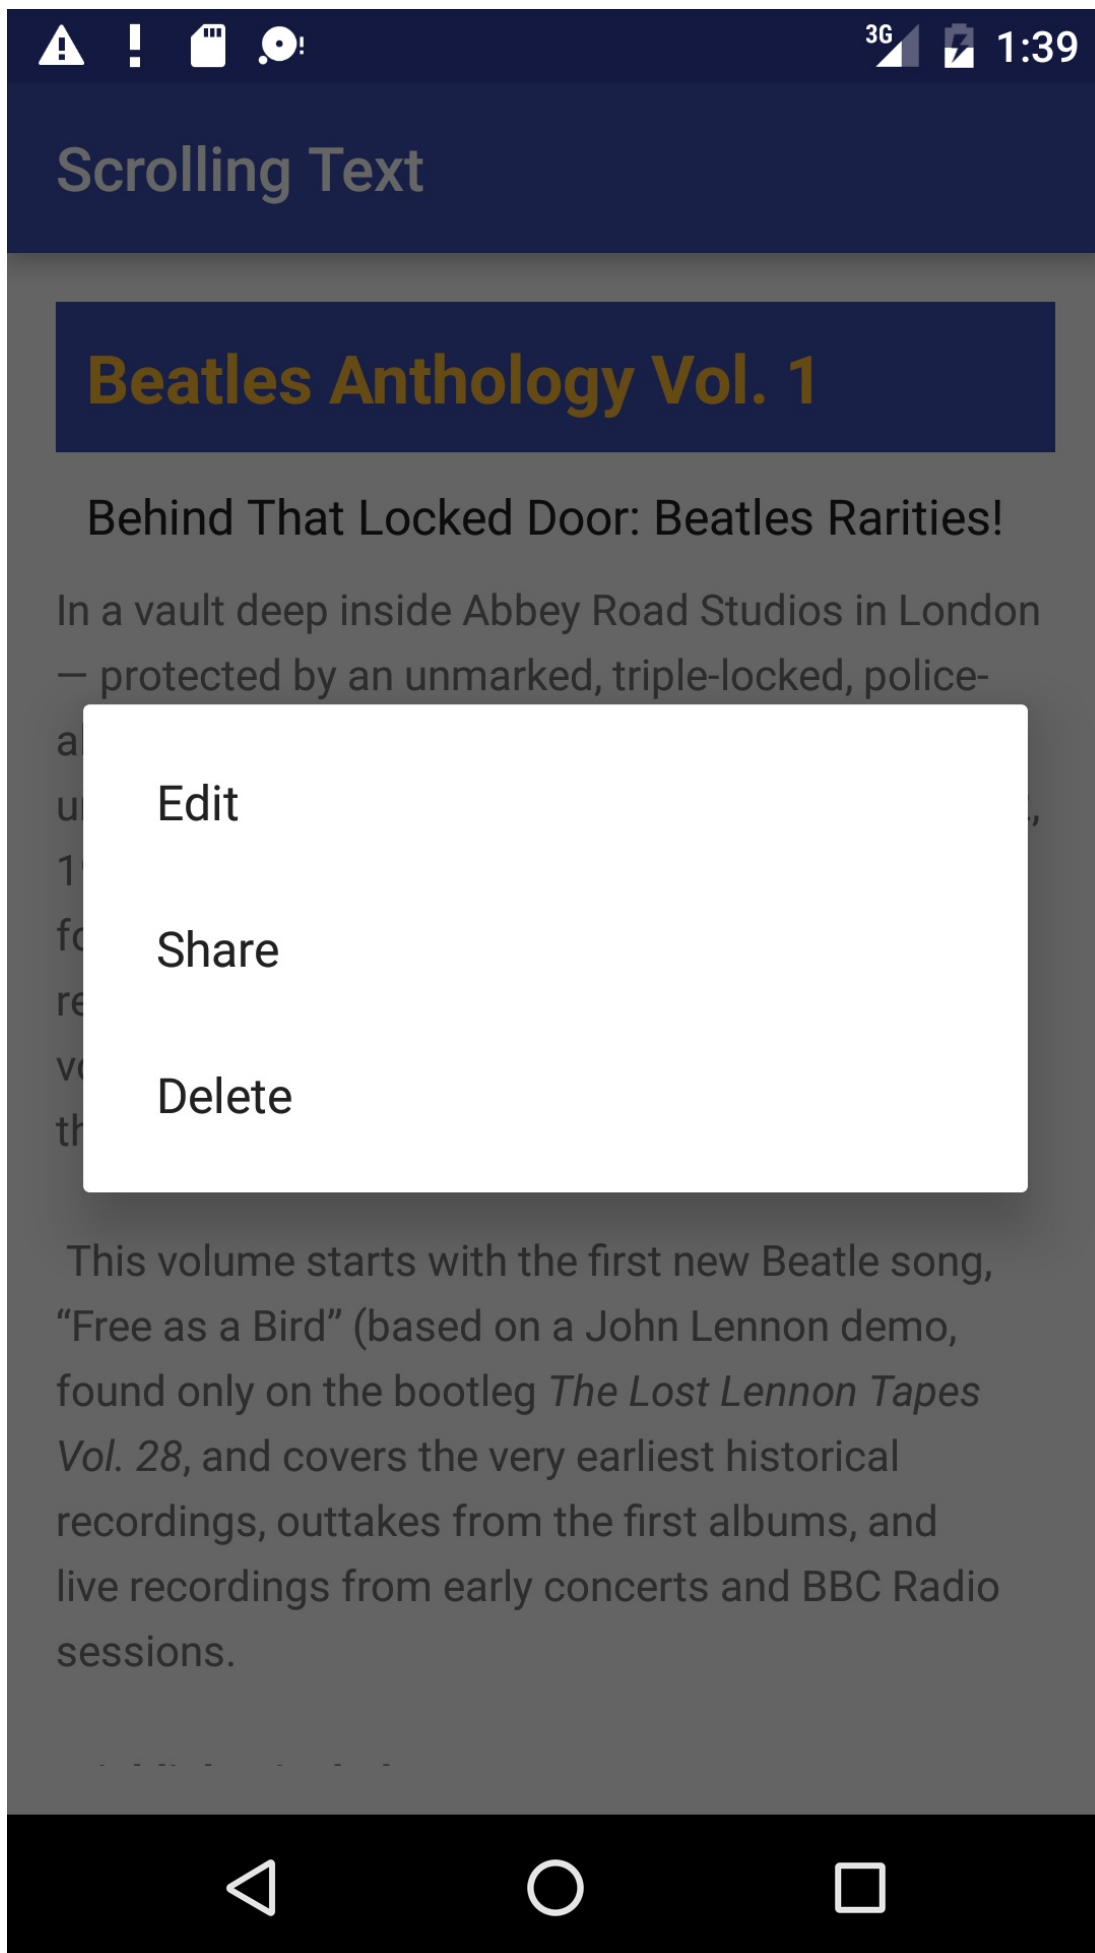 3G 1:39
Scrolling Text
Beatles Anthology Vol. 1
Behind That Locked Door: Beatles Rarities!
In a vault deep inside Abbey Road Studios in London
— protected by an unmarked, triple-locked, police-
Edit
Share
Delete
This volume starts with the first new Beatle song,
“Free as a Bird” (based on a John Lennon demo,
found only on the bootleg The Lost Lennon Tapes
Vol. 28, and covers the very earliest historical
recordings, outtakes from the first albums, and
live recordings from early concerts and BBC Radio
sessions.